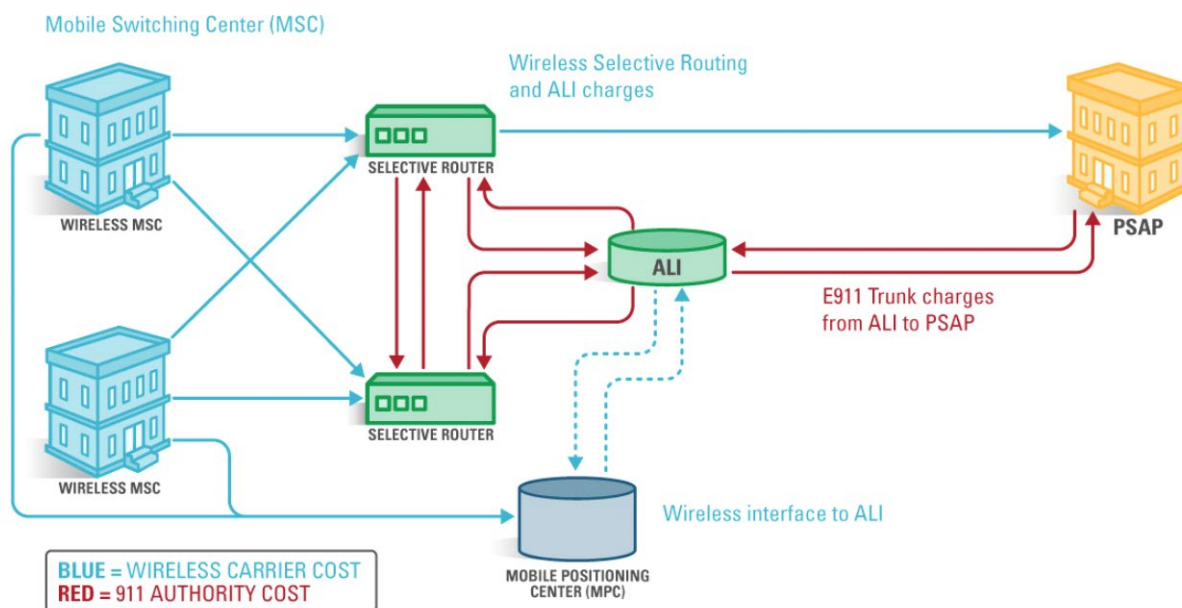 Mobile Switching Center (MSC)
Wireless Selective Routing
and ALI charges
SELECTIVE ROUTER
WIRELESS MSC
PSAP
ALI
E911 Trunk charges
from ALI to PSAP
SELECTIVE ROUTER
WIRELESS MSC
Wireless interface to ALI
MOBILE POSITIONING
CENTER (MPC)
BLUE = WIRELESS CARRIER COST
RED = 911 AUTHORITY COST